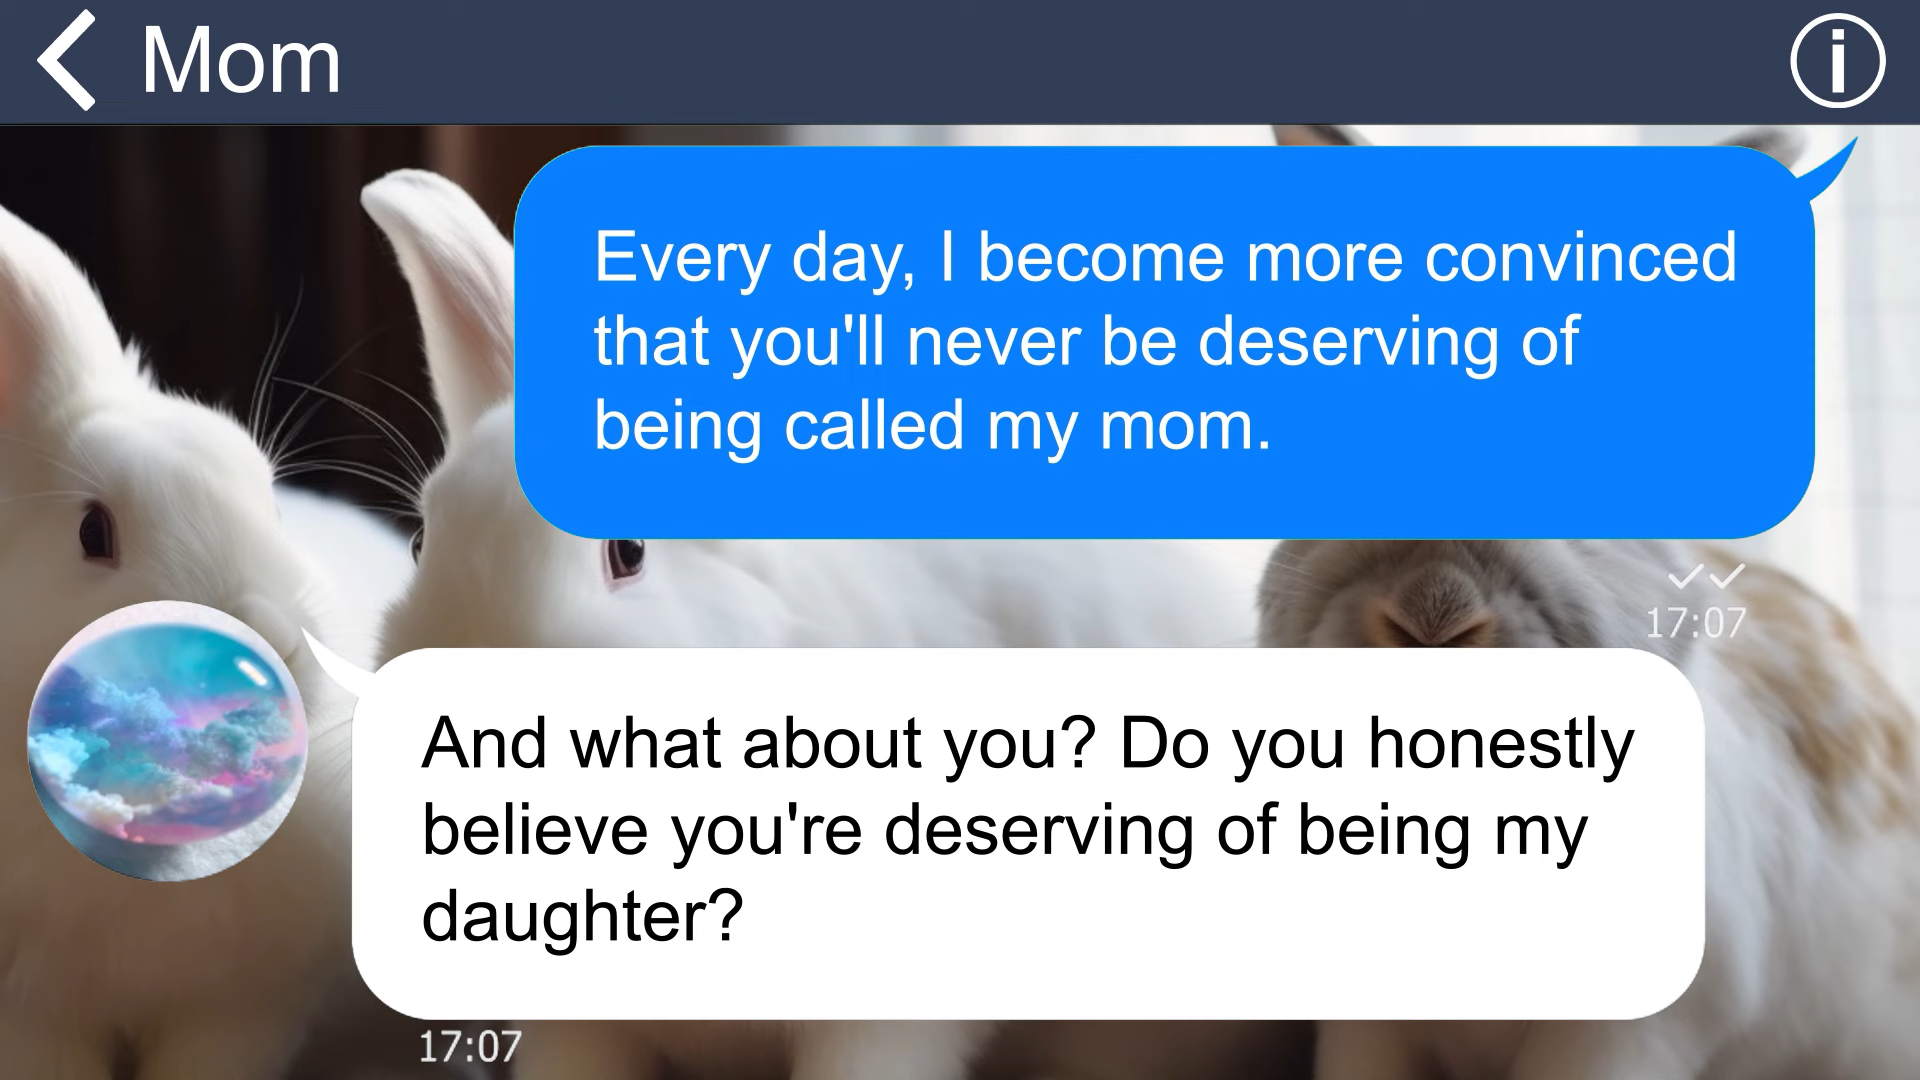 Mom
Every day, I become more convinced
that you'll never be deserving of
being called my mom.
17:07
And what about you? Do you honestly
believe you're deserving of being my
daughter?
17:07